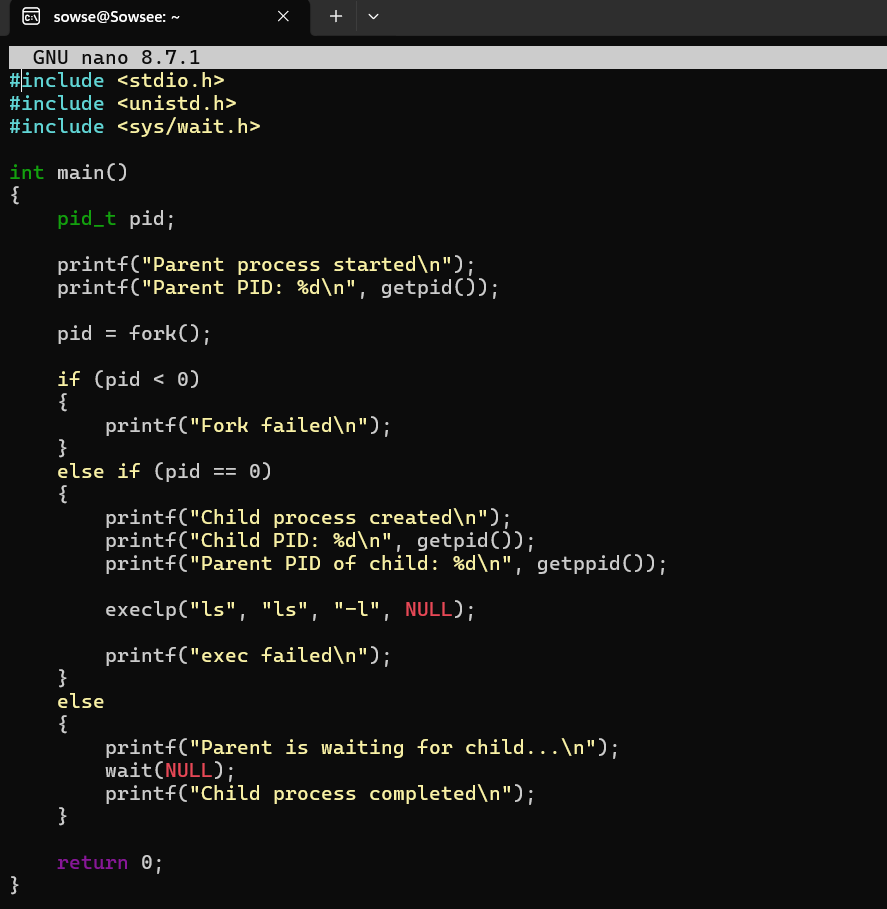 sowse@Sowsee: ~
GNU nano 8.7.1
#include <stdio.h>
#include <unistd.h>
#include <sys/wait.h>

int main()
{
    pid_t pid;

    printf("Parent process started\n");
    printf("Parent PID: %d\n", getpid());

    pid = fork();

    if (pid < 0)
    {
        printf("Fork failed\n");
    }
    else if (pid == 0)
    {
        printf("Child process created\n");
        printf("Child PID: %d\n", getpid());
        printf("Parent PID of child: %d\n", getppid());

        execlp("ls", "ls", "-l", NULL);

        printf("exec failed\n");
    }
    else
    {
        printf("Parent is waiting for child...\n");
        wait(NULL);
        printf("Child process completed\n");
    }

    return 0;
}